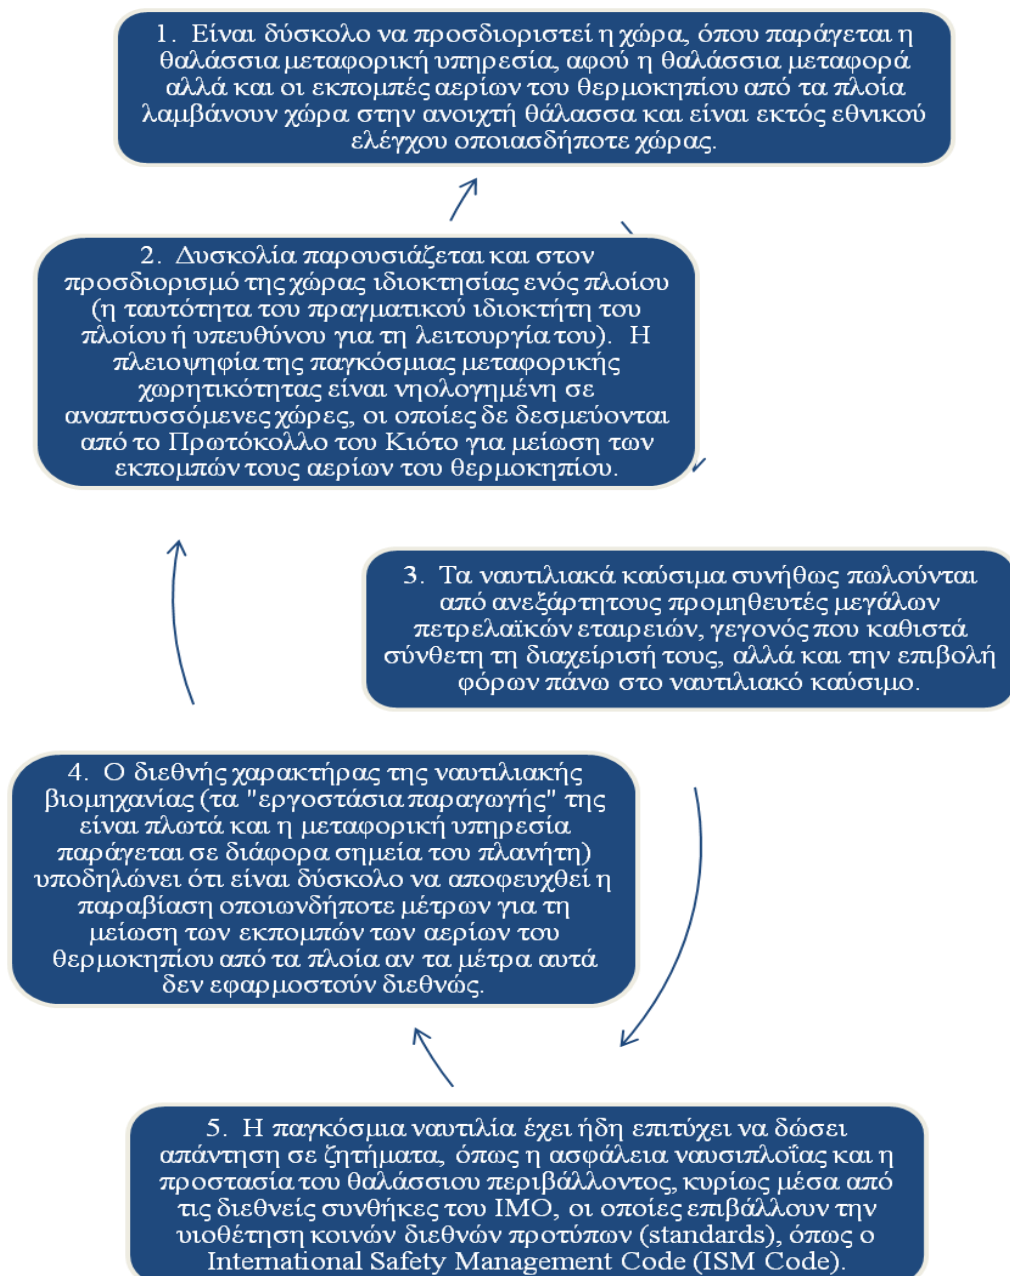 1. Είναι δύσκολο να προσδιοριστεί η χώρα, όπου παράγεται η
θαλάσσια μεταφορική υπηρεσία, αφού η θαλάσσια μεταφορά
αλλά και οι εκπομπές αερίων του θερμοκηπίου από τα πλοία
λαμβάνουν χώρα στην ανοιχτή θάλασσα και είναι εκτός εθνικού
ελέγχου οποιασδήποτε χώρας.
2. Δυσκολία παρουσιάζεται και στον
προσδιορισμό της χώρας ιδιοκτησίας ενός πλοίου
(η ταυτότητα του πραγματικού ιδιοκτήτη του
πλοίου ή υπευθύνου για τη λειτουργία του). Η
πλειοψηφία της παγκόσμιας μεταφορικής
χωρητικότητας είναι νηολογημένη σε
αναπτυσσόμενες χώρες, οι οποίες δε δεσμεύονται
από το Πρωτόκολλο του Κιότο για μείωση των
εκπομπών τους αερίων του θερμοκηπίου.
3. Τα ναυτιλιακά καύσιμα συνήθως πωλούνται
από ανεξάρτητους προμηθευτές μεγάλων
πετρελαϊκών εταιρειών, γεγονός που καθιστά
σύνθετη τη διαχείρισή τους, αλλά και την επιβολή
φόρων πάνω στο ναυτιλιακό καύσιμο.
4. Ο διεθνής χαρακτήρας της ναυτιλιακής
βιομηχανίας (τα "εργοστάσια παραγωγής" της
είναι πλωτά και η μεταφορική υπηρεσία
παράγεται σε διάφορα σημεία του πλανήτη)
υποδηλώνει ότι είναι δύσκολο να αποφευχθεί η
παραβίαση οποιωνδήποτε μέτρων για τη
μείωση των εκπομπών των αερίων του
θερμοκηπίου από τα πλοία αν τα μέτρα αυτά
δεν εφαρμοστούν διεθνώς.
5. Η παγκόσμια ναυτιλία έχει ήδη επιτύχει να δώσει
απάντηση σε ζητήματα, όπως η ασφάλεια ναυσιπλοΐας και η
προστασία του θαλάσσιου περιβάλλοντος, κυρίως μέσα από
τις διεθνείς συνθήκες του ΙΜΟ, οι οποίες επιβάλλουν την
υιοθέτηση κοινών διεθνών προτύπων (standards), όπως ο
International Safety Management Code (ISM Code).